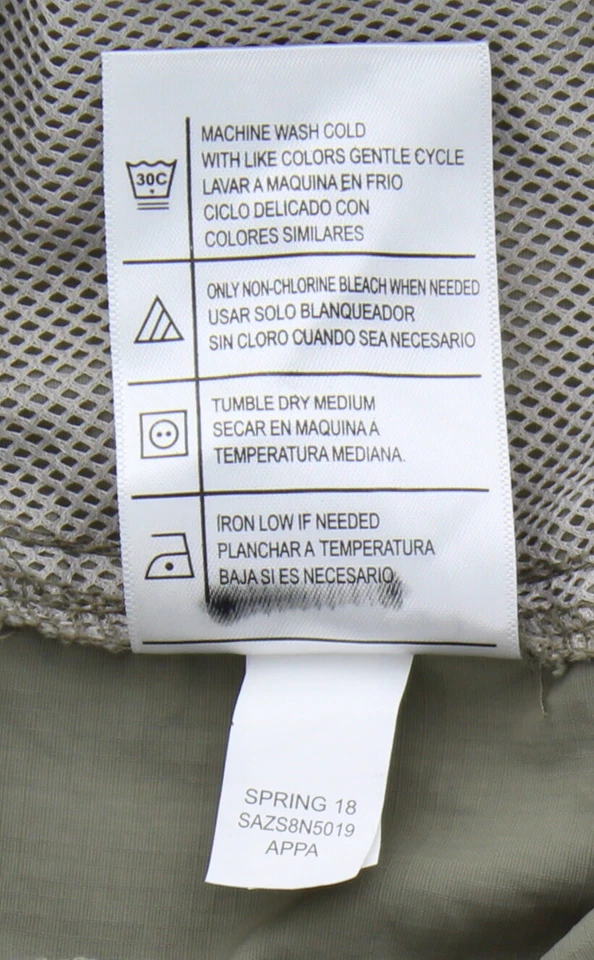 30C
MACHINE WASH COLD
WITH LIKE COLORS GENTLE CYCLE
LAVAR A MAQUINA EN FRIO
CICLO DELICADO CON
COLORES SIMILARES
ONLY NON-CHLORINE BLEACH WHEN NEEDED
USAR SOLO BLANQUEADOR
SIN CLORO CUANDO SEA NECESARIO
TUMBLE DRY MEDIUM
SECAR EN MAQUINA A
TEMPERATURA MEDIANA.
IRON LOW IF NEEDED
PLANCHAR A TEMPERATURA
BAJA SI ES NECESARIO
SPRING 18
SAZS8N5019
APPA